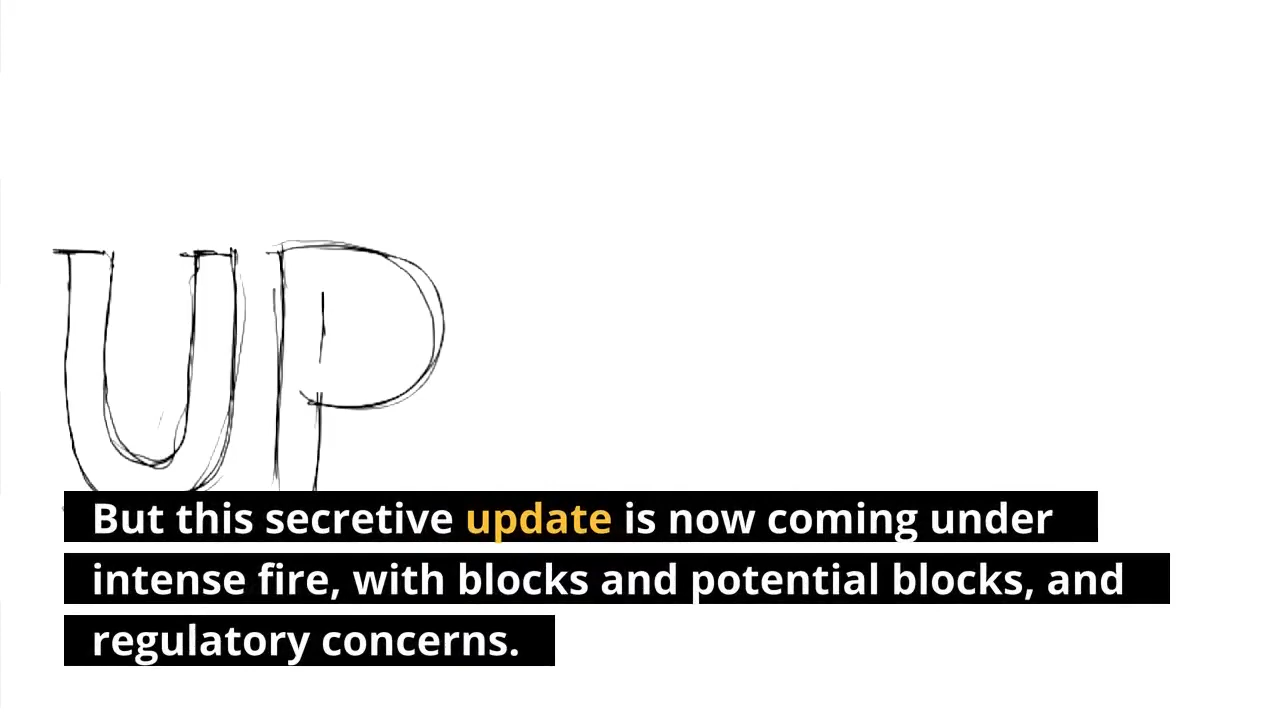 UP
But this secretive update is now coming under
intense fire, with blocks and potential blocks, and
regulatory concerns.